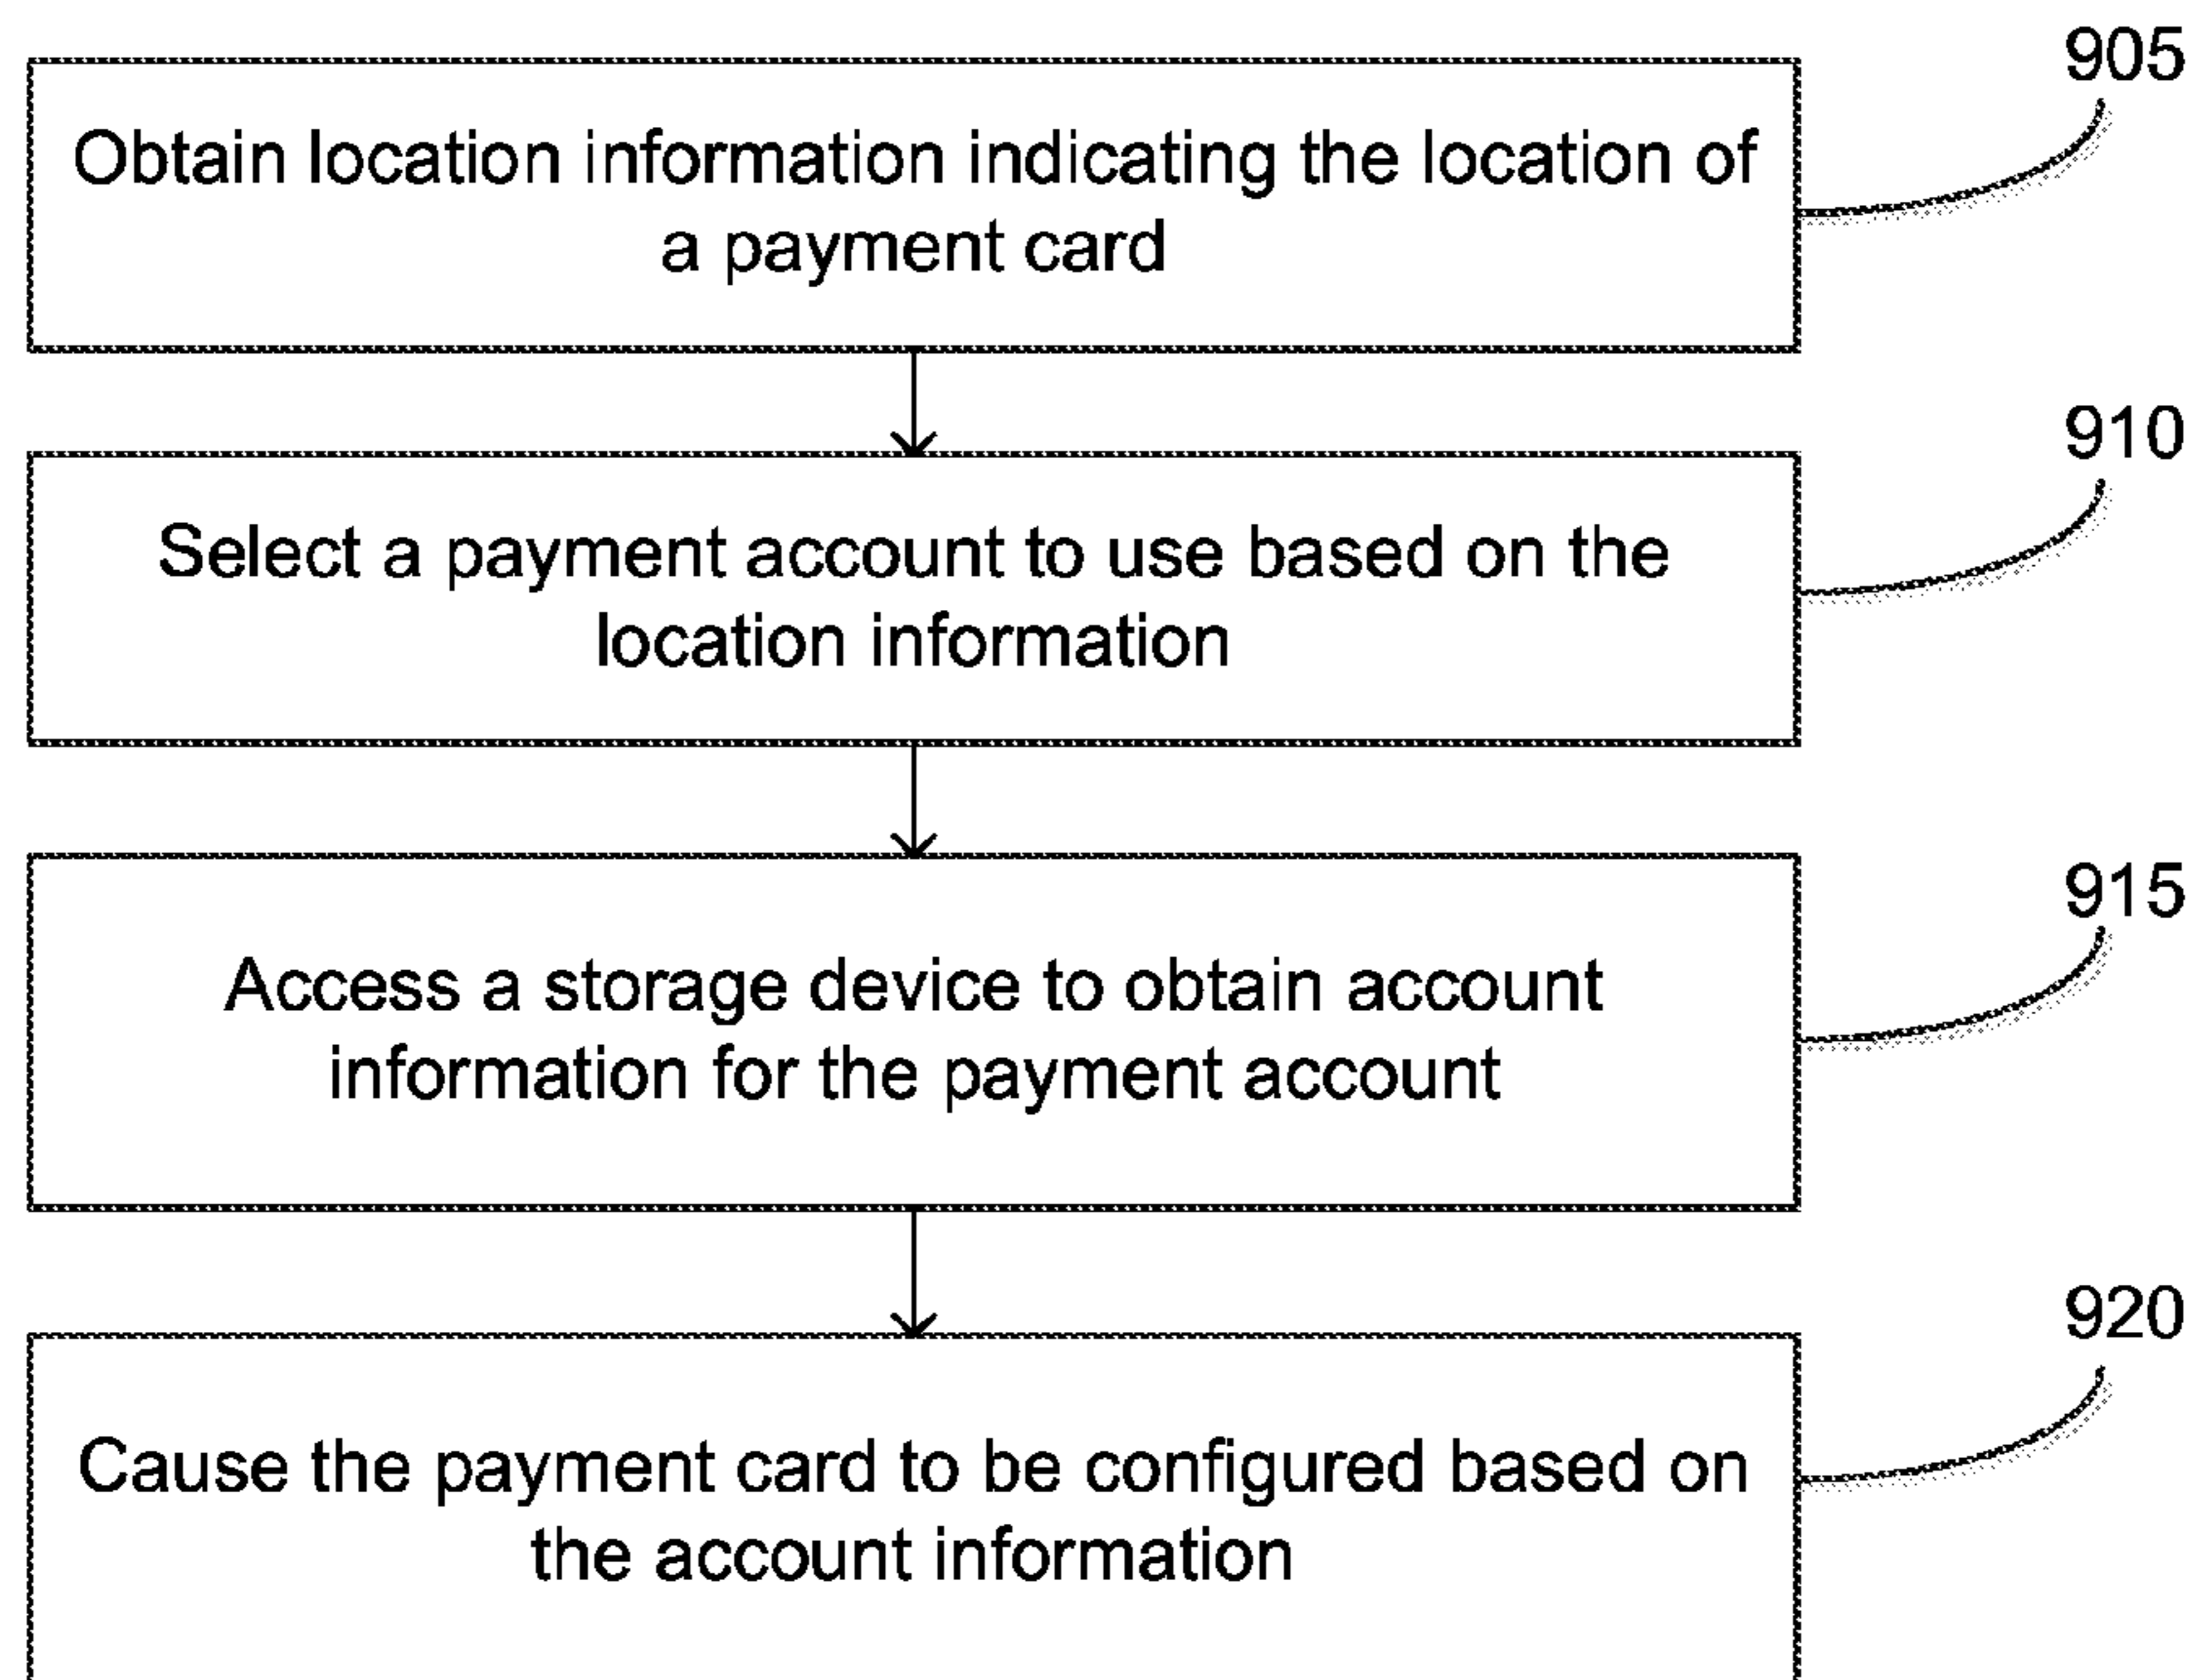 905
Obtain location information indicating the location of
a payment card
910
Select a payment account to use based on the
location information
915
Access a storage device to obtain account
information for the payment account
920
Cause the payment card to be configured based on
the account information